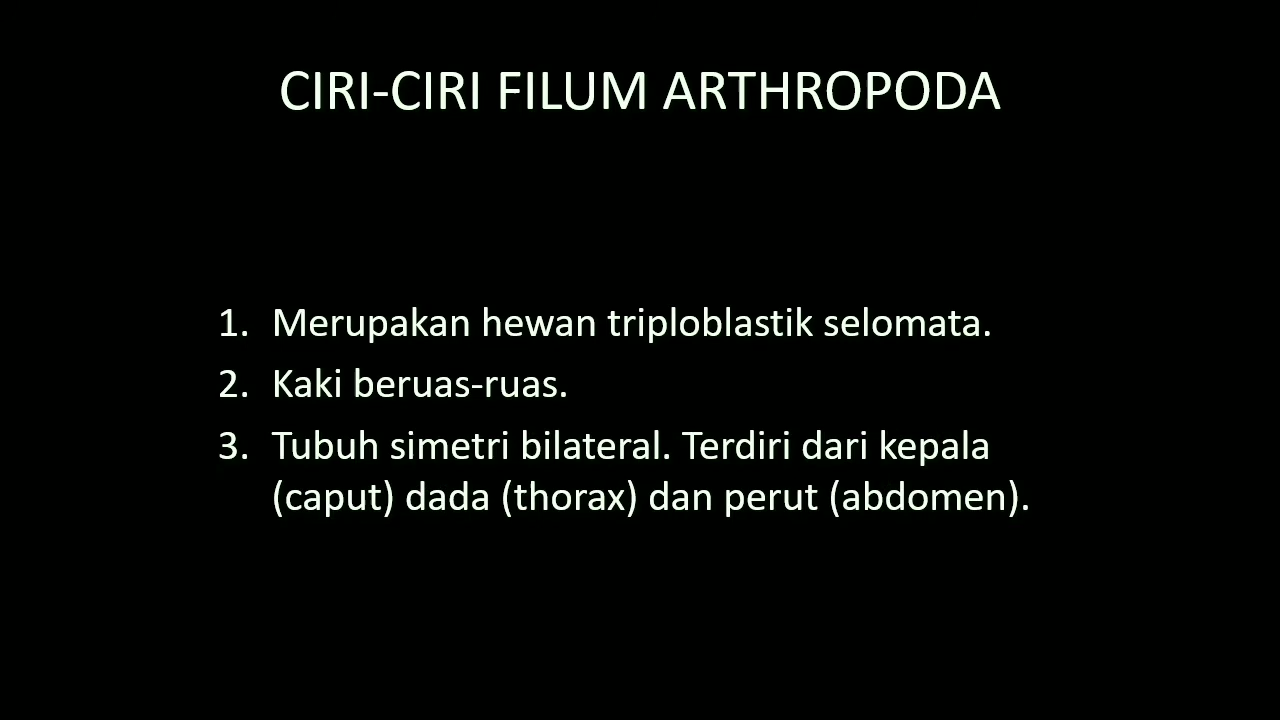 CIRI-CIRI FILUM ARTHROPODA
1. Merupakan hewan triploblastik selomata.
2. Kaki beruas-ruas.
3. Tubuh simetri bilateral. Terdiri dari kepala
(caput) dada (thorax) dan perut (abdomen).